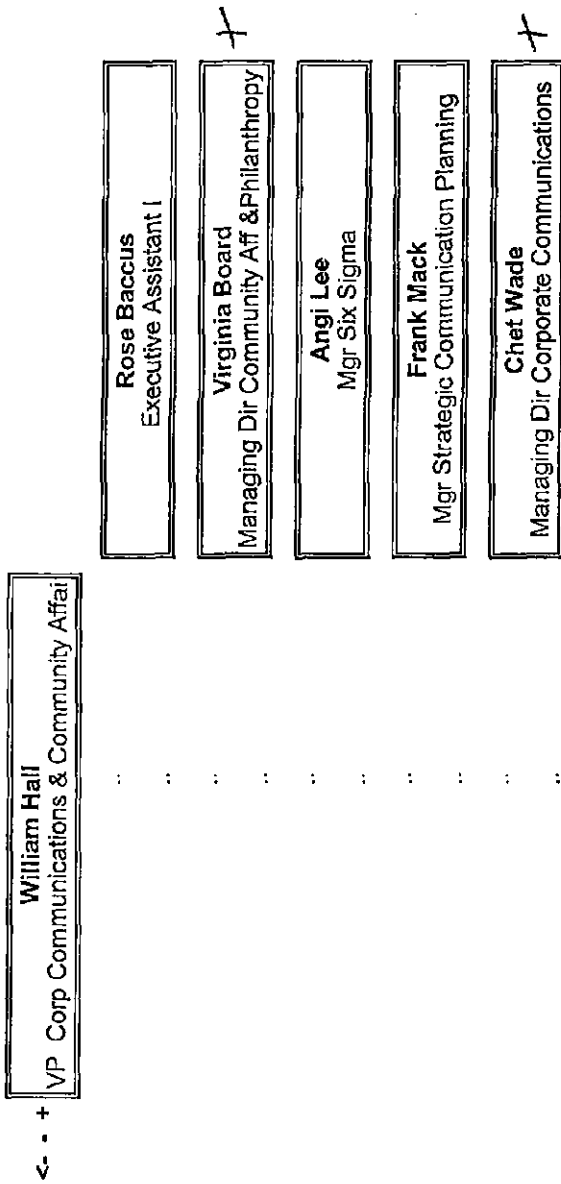 <- - +
William Hall
VP Corp Communications & Community Affai
Rose Baccus
Executive Assistant I
Virginia Board
Managing Dir Community Aff &Philanthropy
+
Angi Lee
Mgr Six Sigma
Frank Mack
Mgr Strategic Communication Planning
Chet Wade
Managing Dir Corporate Communications
+